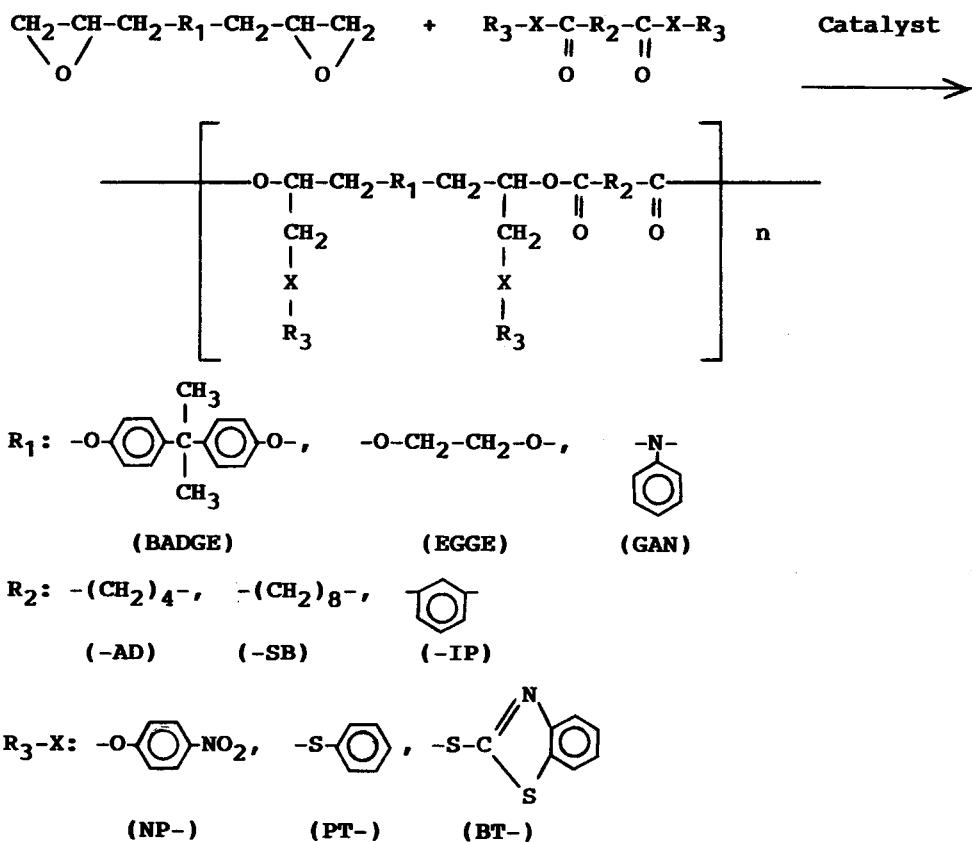 CH2-CH-CH2-R1-CH2-CH-CH2 + R3-X-C-R2-C-X-R3 Catalyst
O O O O
O-CH-CH2-R1-CH2-CH-O-C-R2-C
CH2 CH2 O O n
X X
R3 R3
CH3
R1: -O-C-O-, -O-CH2-CH2-O-, -N-
CH3
(BADGE) (EGGE) (GAN)
R2: -(CH2)4-, -(CH2)8-,
(-AD) (-SB) (-IP)
N
R3-X: -O-NO2, -S-, -S-C
S
(NP-) (PT-) (BT-)